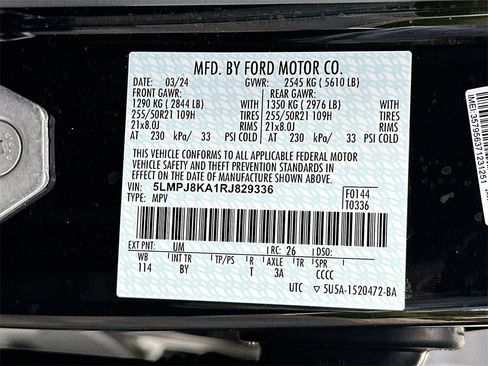 MFD. BY FORD MOTOR CO.
DATE: 03/24 GVWR: 2545 KG ( 5610 LB)
FRONT GAWR: REAR GAWR:
1290 KG ( 2844 LB) WITH 1350 KG ( 2976 LB) WITH
255/50R21 109H TIRES 255/50R21 109H TIRES
21x8.0J RIMS 21x8.0J RIMS
AT 230 kPa/ 33 PSI COLD AT 230 kPa/ 33 PSI COLD
THIS VEHICLE CONFORMS TO ALL APPLICABLE FEDERAL MOTOR
VEHICLE SAFETY AND THEFT PREVENTION STANDARDS IN
EFFECT ON THE DATE OF MANUFACTURE SHOWN ABOVE.
VIN: 5LMPJ8KA1RJ829336 F0144
TYPE: MPV T0336
EXT PNT: UM RC: 26 DSO:
WB INT TR TP/PS R AXLE TR SPR
114 BY T 3A CCCC
UTC ▽ 5U5A-1520472-BA